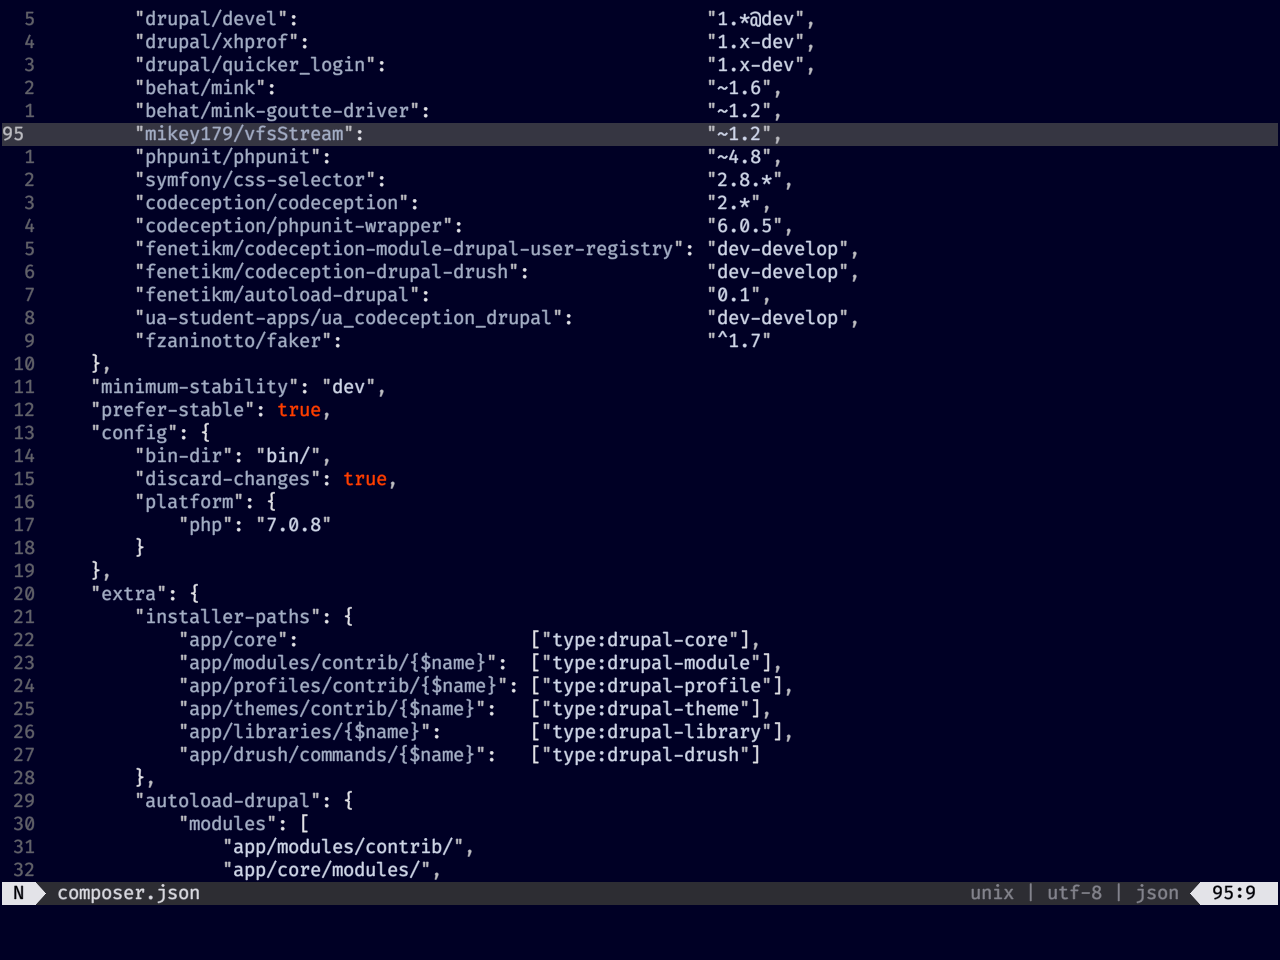 5 "drupal/devel": "1.*@dev",
4 "drupal/xhprof": "1.x-dev",
3 "drupal/quicker_login": "1.x-dev",
2 "behat/mink": "~1.6",
1 "behat/mink-goutte-driver": "~1.2",
95 "mikey179/vfsStream": "~1.2",
1 "phpunit/phpunit": "~4.8",
2 "symfony/css-selector": "2.8.*",
3 "codeception/codeception": "2.*",
4 "codeception/phpunit-wrapper": "6.0.5",
5 "fenetikm/codeception-module-drupal-user-registry": "dev-develop",
6 "fenetikm/codeception-drupal-drush": "dev-develop",
7 "fenetikm/autoload-drupal": "0.1",
8 "ua-student-apps/ua_codeception_drupal": "dev-develop",
9 "fzaninotto/faker": "^1.7"
10 },
11 "minimum-stability": "dev",
12 "prefer-stable": true,
13 "config": {
14 "bin-dir": "bin/",
15 "discard-changes": true,
16 "platform": {
17 "php": "7.0.8"
18 }
19 },
20 "extra": {
21 "installer-paths": {
22 "app/core": ["type:drupal-core"],
23 "app/modules/contrib/{$name}": ["type:drupal-module"],
24 "app/profiles/contrib/{$name}": ["type:drupal-profile"],
25 "app/themes/contrib/{$name}": ["type:drupal-theme"],
26 "app/libraries/{$name}": ["type:drupal-library"],
27 "app/drush/commands/{$name}": ["type:drupal-drush"]
28 },
29 "autoload-drupal": {
30 "modules": [
31 "app/modules/contrib/",
32 "app/core/modules/",
N composer.json unix | utf-8 | json 95:9